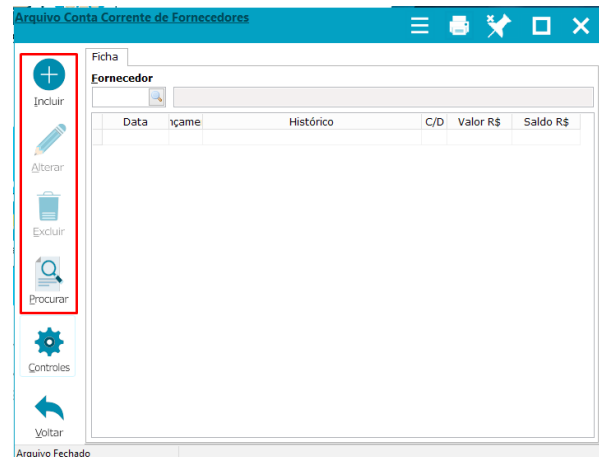 Arquivo Conta Corrente de Fornecedores
Ficha
Fornecedor
Data nçame Histórico C/D Valor R$ Saldo R$
Incluir
Alterar
Excluir
Procurar
Controles
Voltar
Arquivo Fechado